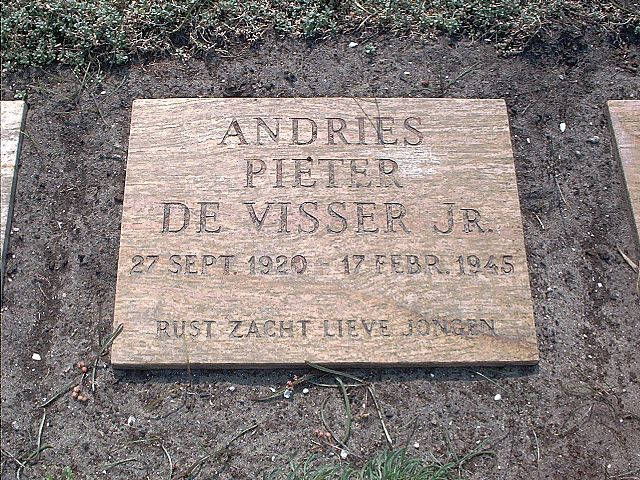 ANDRIES
PIETER
DE VISSER JR.
27 SEPT. 1920 - 17 FEBR. 1945
RUST ZACHT LIEVE JONGEN